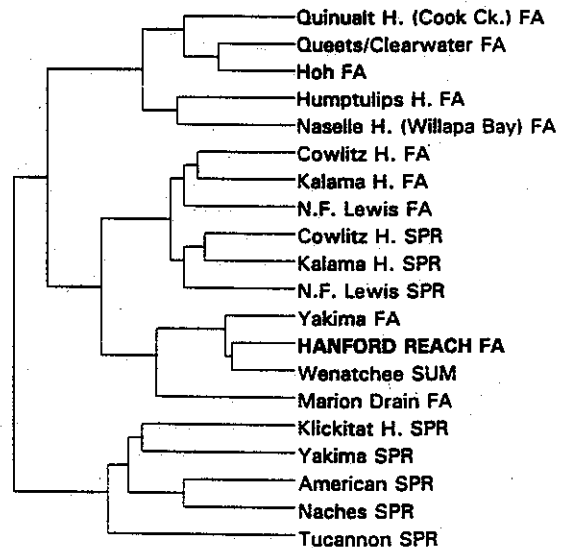 Quinualt H. (Cook Ck.) FA
Queets/Clearwater FA
Hoh FA
Humptulips H. FA
Naselle H. (Willapa Bay) FA
Cowlitz H. FA
Kalama H. FA
N.F. Lewis FA
Cowlitz H. SPR
Kalama H. SPR
N.F. Lewis SPR
Yakima FA
HANFORD REACH FA
Wenatchee SUM
Marion Drain FA
Klickitat H. SPR
Yakima SPR
American SPR
Naches SPR
Tucannon SPR